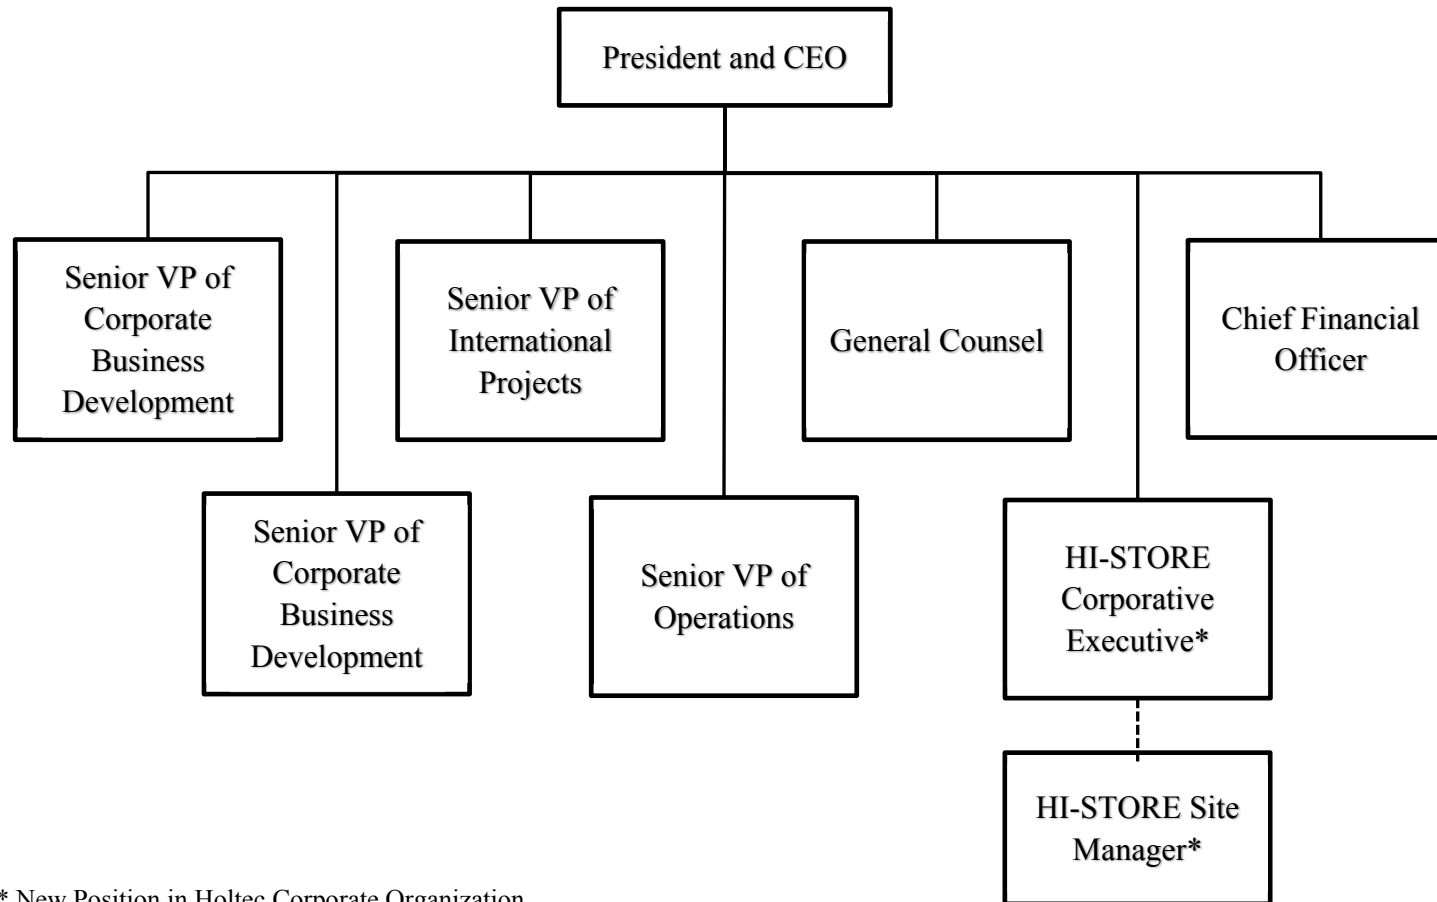 President and CEO
Senior VP of
Corporate
Business
Development
Senior VP of
International
Projects
General Counsel
Chief Financial
Officer
Senior VP of
Corporate
Business
Development
Senior VP of
Operations
HI-STORE
Corporative
Executive*
HI-STORE Site
Manager*
* New Position in Holtec Corporate Organization